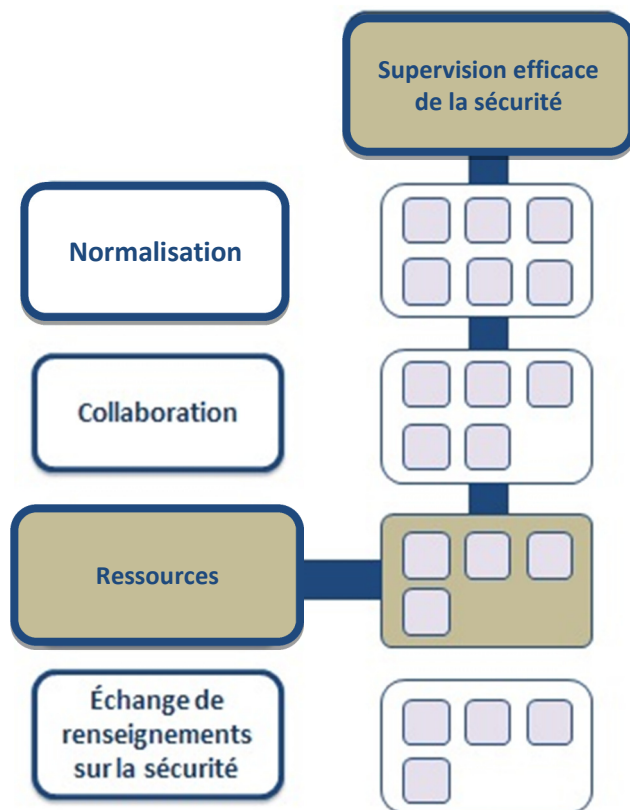 Supervision efficace
de la sécurité
Normalisation
Collaboration
Ressources
Échange de
renseignements
sur la sécurité